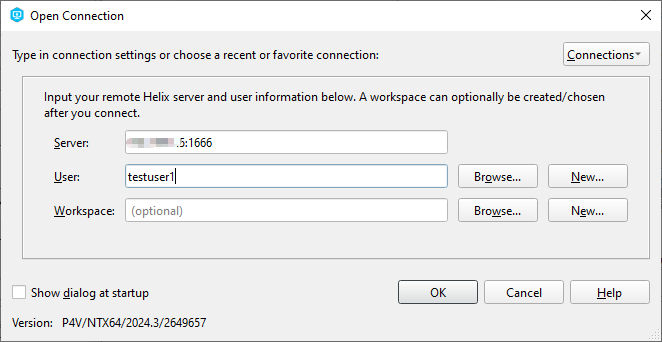 Open Connection
Type in connection settings or choose a recent or favorite connection:
Connections
Input your remote Helix server and user information below. A workspace can optionally be created/chosen
after you connect.
Server: .6:1666
User: testuser1 Browse... New...
Workspace: (optional) Browse... New...
Show dialog at startup OK Cancel Help
Version: P4V/NTX64/2024.3/2649657